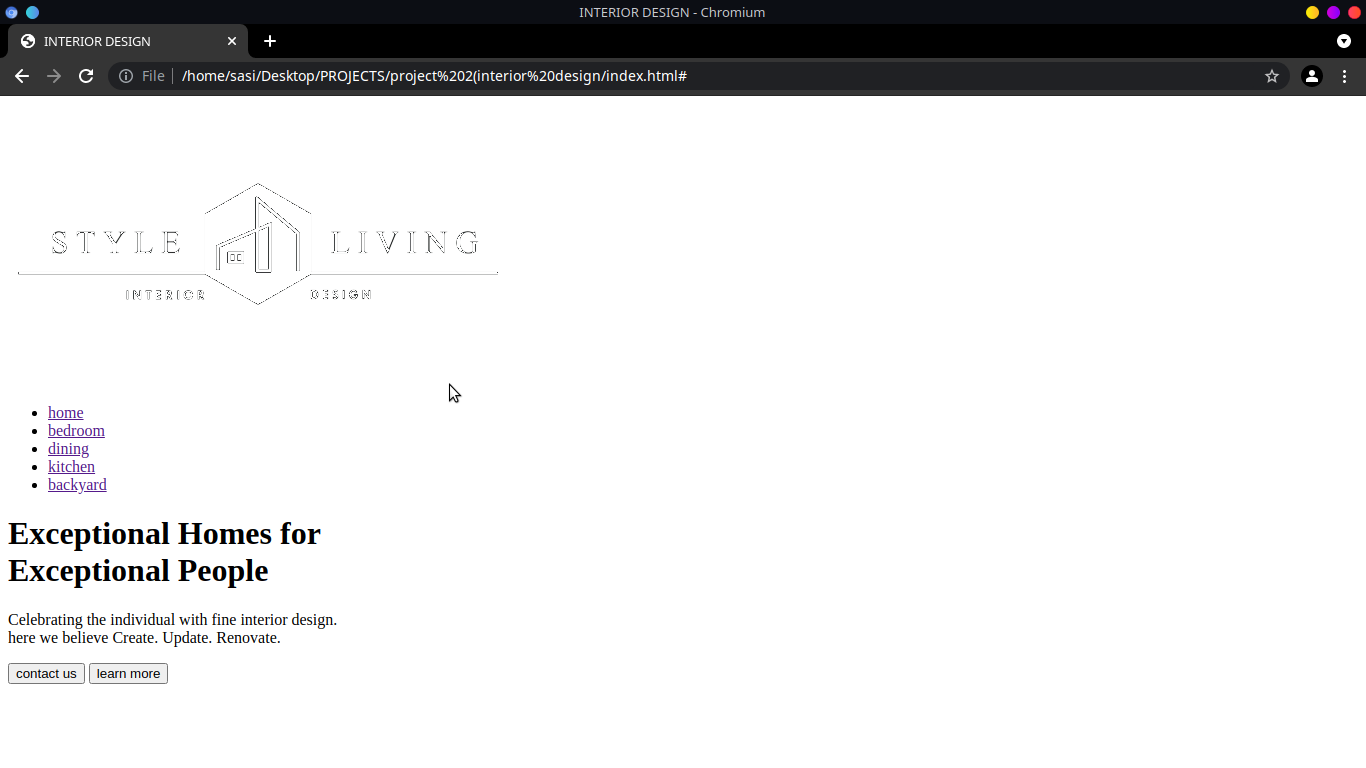 INTERIOR DESIGN - Chromium
INTERIOR DESIGN
File /home/sasi/Desktop/PROJECTS/project%202(interior%20design/index.html#
STYLE LIVING
INTERIOR DESIGN
home
bedroom
dining
kitchen
backyard
Exceptional Homes for
Exceptional People
Celebrating the individual with fine interior design.
here we believe Create. Update. Renovate.
contact us learn more